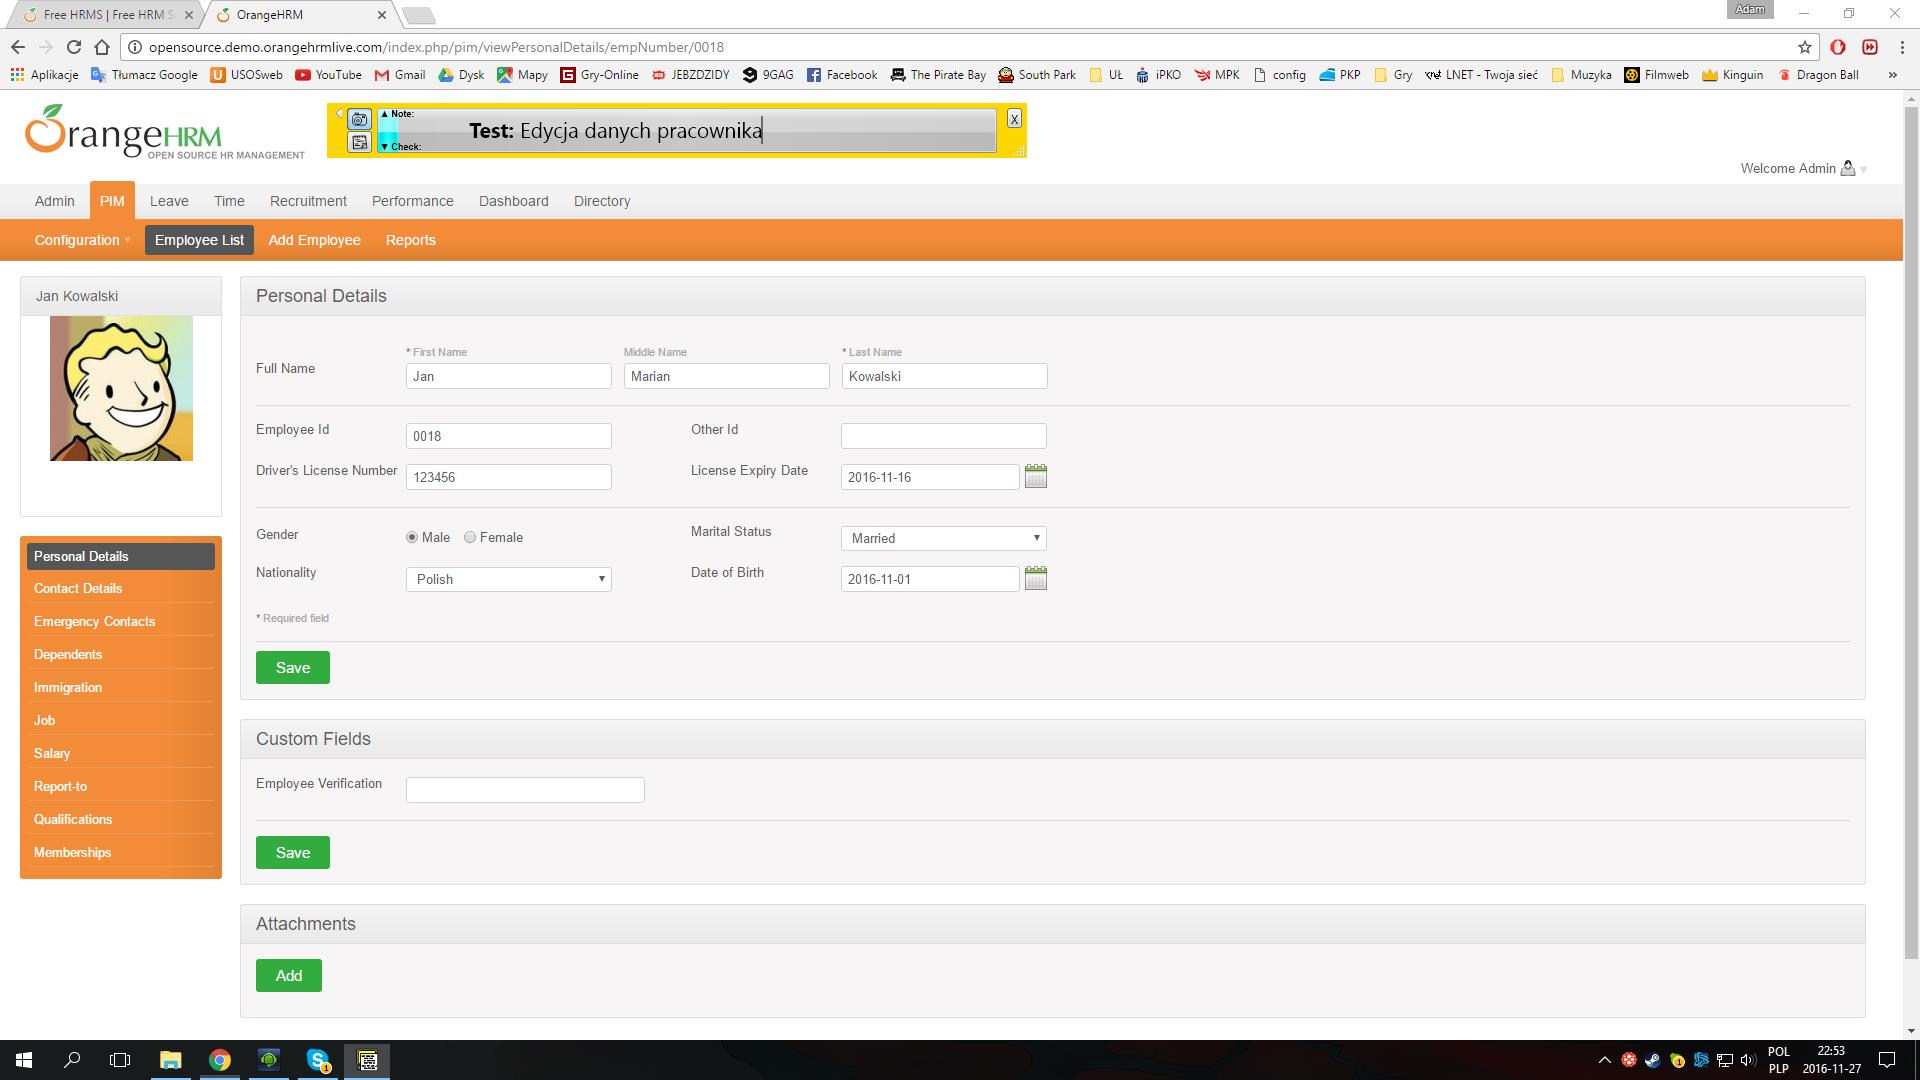 Free HRMS | Free HRM S
OrangeHRM
Adam
opensource.demo.orangehrmlive.com/index.php/pim/viewPersonalDetails/empNumber/0018
Aplikacje Tłumacz Google USOSweb YouTube Gmail Dysk Mapy Gry-Online JEBZDZIDY 9GAG Facebook The Pirate Bay South Park UŁ iPKO MPK config PKP Gry LNET - Twoja sieć Muzyka Filmweb Kinguin Dragon Ball »
OrangeHRM
OPEN SOURCE HR MANAGEMENT
▲ Note:
Test: Edycja danych pracownika
▼ Check:
X
Welcome Admin
Admin PIM Leave Time Recruitment Performance Dashboard Directory
Configuration Employee List Add Employee Reports
Jan Kowalski
Personal Details
* First Name Middle Name * Last Name
Full Name Jan Marian Kowalski
Employee Id 0018 Other Id
Driver's License Number 123456 License Expiry Date 2016-11-16
Gender Male Female Marital Status Married
Nationality Polish Date of Birth 2016-11-01
* Required field
Save
Personal Details
Contact Details
Emergency Contacts
Dependents
Immigration
Job
Salary
Report-to
Qualifications
Memberships
Custom Fields
Employee Verification
Save
Attachments
Add
POL
PLP
22:53
2016-11-27